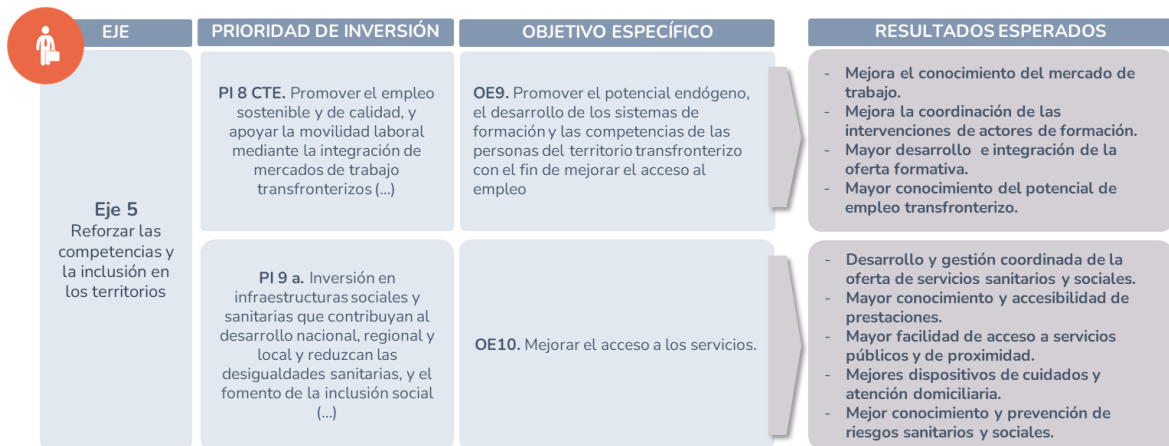 EJE
PRIORIDAD DE INVERSIÓN
OBJETIVO ESPECÍFICO
RESULTADOS ESPERADOS
Eje 5
Reforzar las
competencias y
la inclusión en
los territorios
PI 8 CTE. Promover el empleo
sostenible y de calidad, y
apoyar la movilidad laboral
mediante la integración de
mercados de trabajo
transfronterizos (...)
OE9. Promover el potencial endógeno,
el desarrollo de los sistemas de
formación y las competencias de las
personas del territorio transfronterizo
con el fin de mejorar el acceso al
empleo
- Mejora el conocimiento del mercado de
trabajo.
- Mejora la coordinación de las
intervenciones de actores de formación.
- Mayor desarrollo e integración de la
oferta formativa.
- Mayor conocimiento del potencial de
empleo transfronterizo.
PI 9 a. Inversión en
infraestructuras sociales y
sanitarias que contribuyan al
desarrollo nacional, regional y
local y reduzcan las
desigualdades sanitarias, y el
fomento de la inclusión social
(...)
OE10. Mejorar el acceso a los servicios.
- Desarrollo y gestión coordinada de la
oferta de servicios sanitarios y sociales.
- Mayor conocimiento y accesibilidad de
prestaciones.
- Mayor facilidad de acceso a servicios
públicos y de proximidad.
- Mejores dispositivos de cuidados y
atención domiciliaria.
- Mejor conocimiento y prevención de
riesgos sanitarios y sociales.